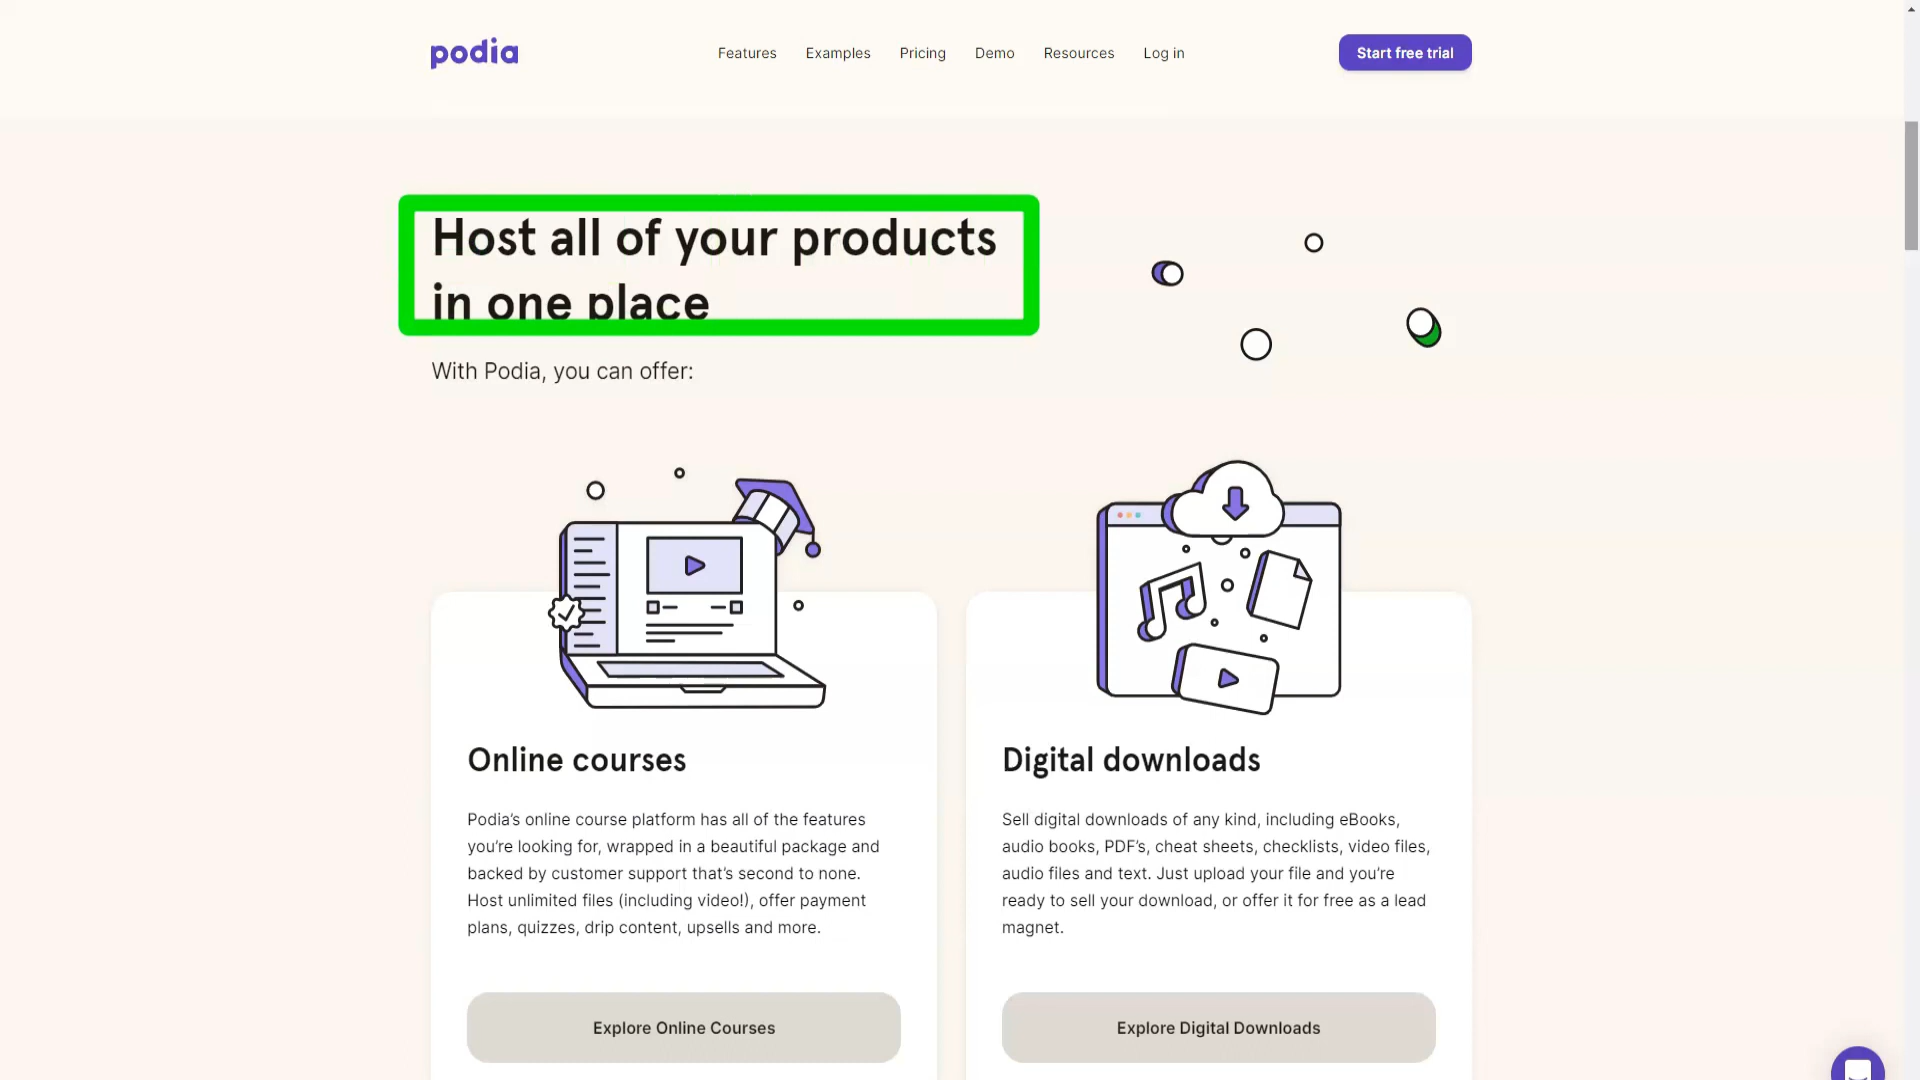 podia
Features Examples Pricing Demo Resources Log in
Start free trial
Host all of your products
in one place
With Podia, you can offer:
Online courses
Podia’s online course platform has all of the features
you’re looking for, wrapped in a beautiful package and
backed by customer support that’s second to none.
Host unlimited files (including video!), offer payment
plans, quizzes, drip content, upsells and more.
Explore Online Courses
Digital downloads
Sell digital downloads of any kind, including eBooks,
audio books, PDF’s, cheat sheets, checklists, video files,
audio files and text. Just upload your file and you’re
ready to sell your download, or offer it for free as a lead
magnet.
Explore Digital Downloads